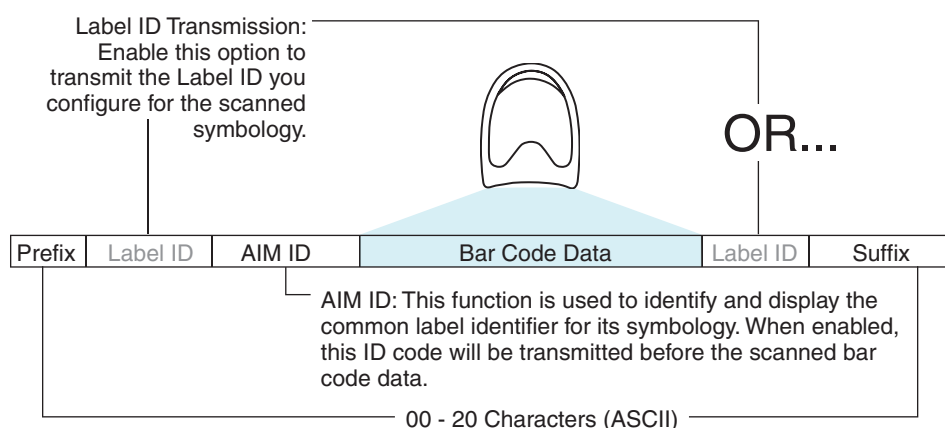 Label ID Transmission:
Enable this option to
transmit the Label ID you
configure for the scanned
symbology.
OR...
Prefix Label ID AIM ID Bar Code Data Label ID Suffix
AIM ID: This function is used to identify and display the
common label identifier for its symbology. When enabled,
this ID code will be transmitted before the scanned bar
code data.
00 - 20 Characters (ASCII)